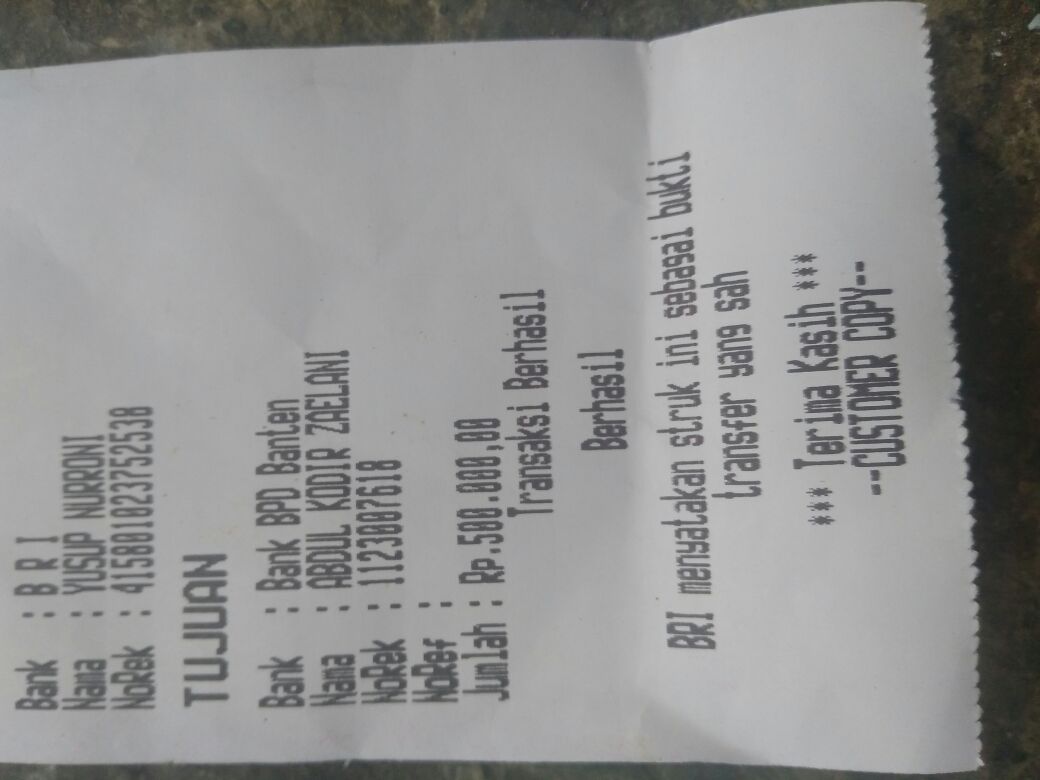 Bank : B R I
Nama : YUSUP NURRONI
NoRek : 415801023752538
TUJUAN
Bank : Bank BPD Banten
Nama : ABDUL KODIR ZAELANI
NoRek : 1123007618
NoRef :
Jumlah : Rp.500.000,00
Transaksi Berhasil
Berhasil
BRI menyatakan struk ini sebagai bukti
transfer yang sah
*** Terima Kasih ***
--CUSTOMER COPY--